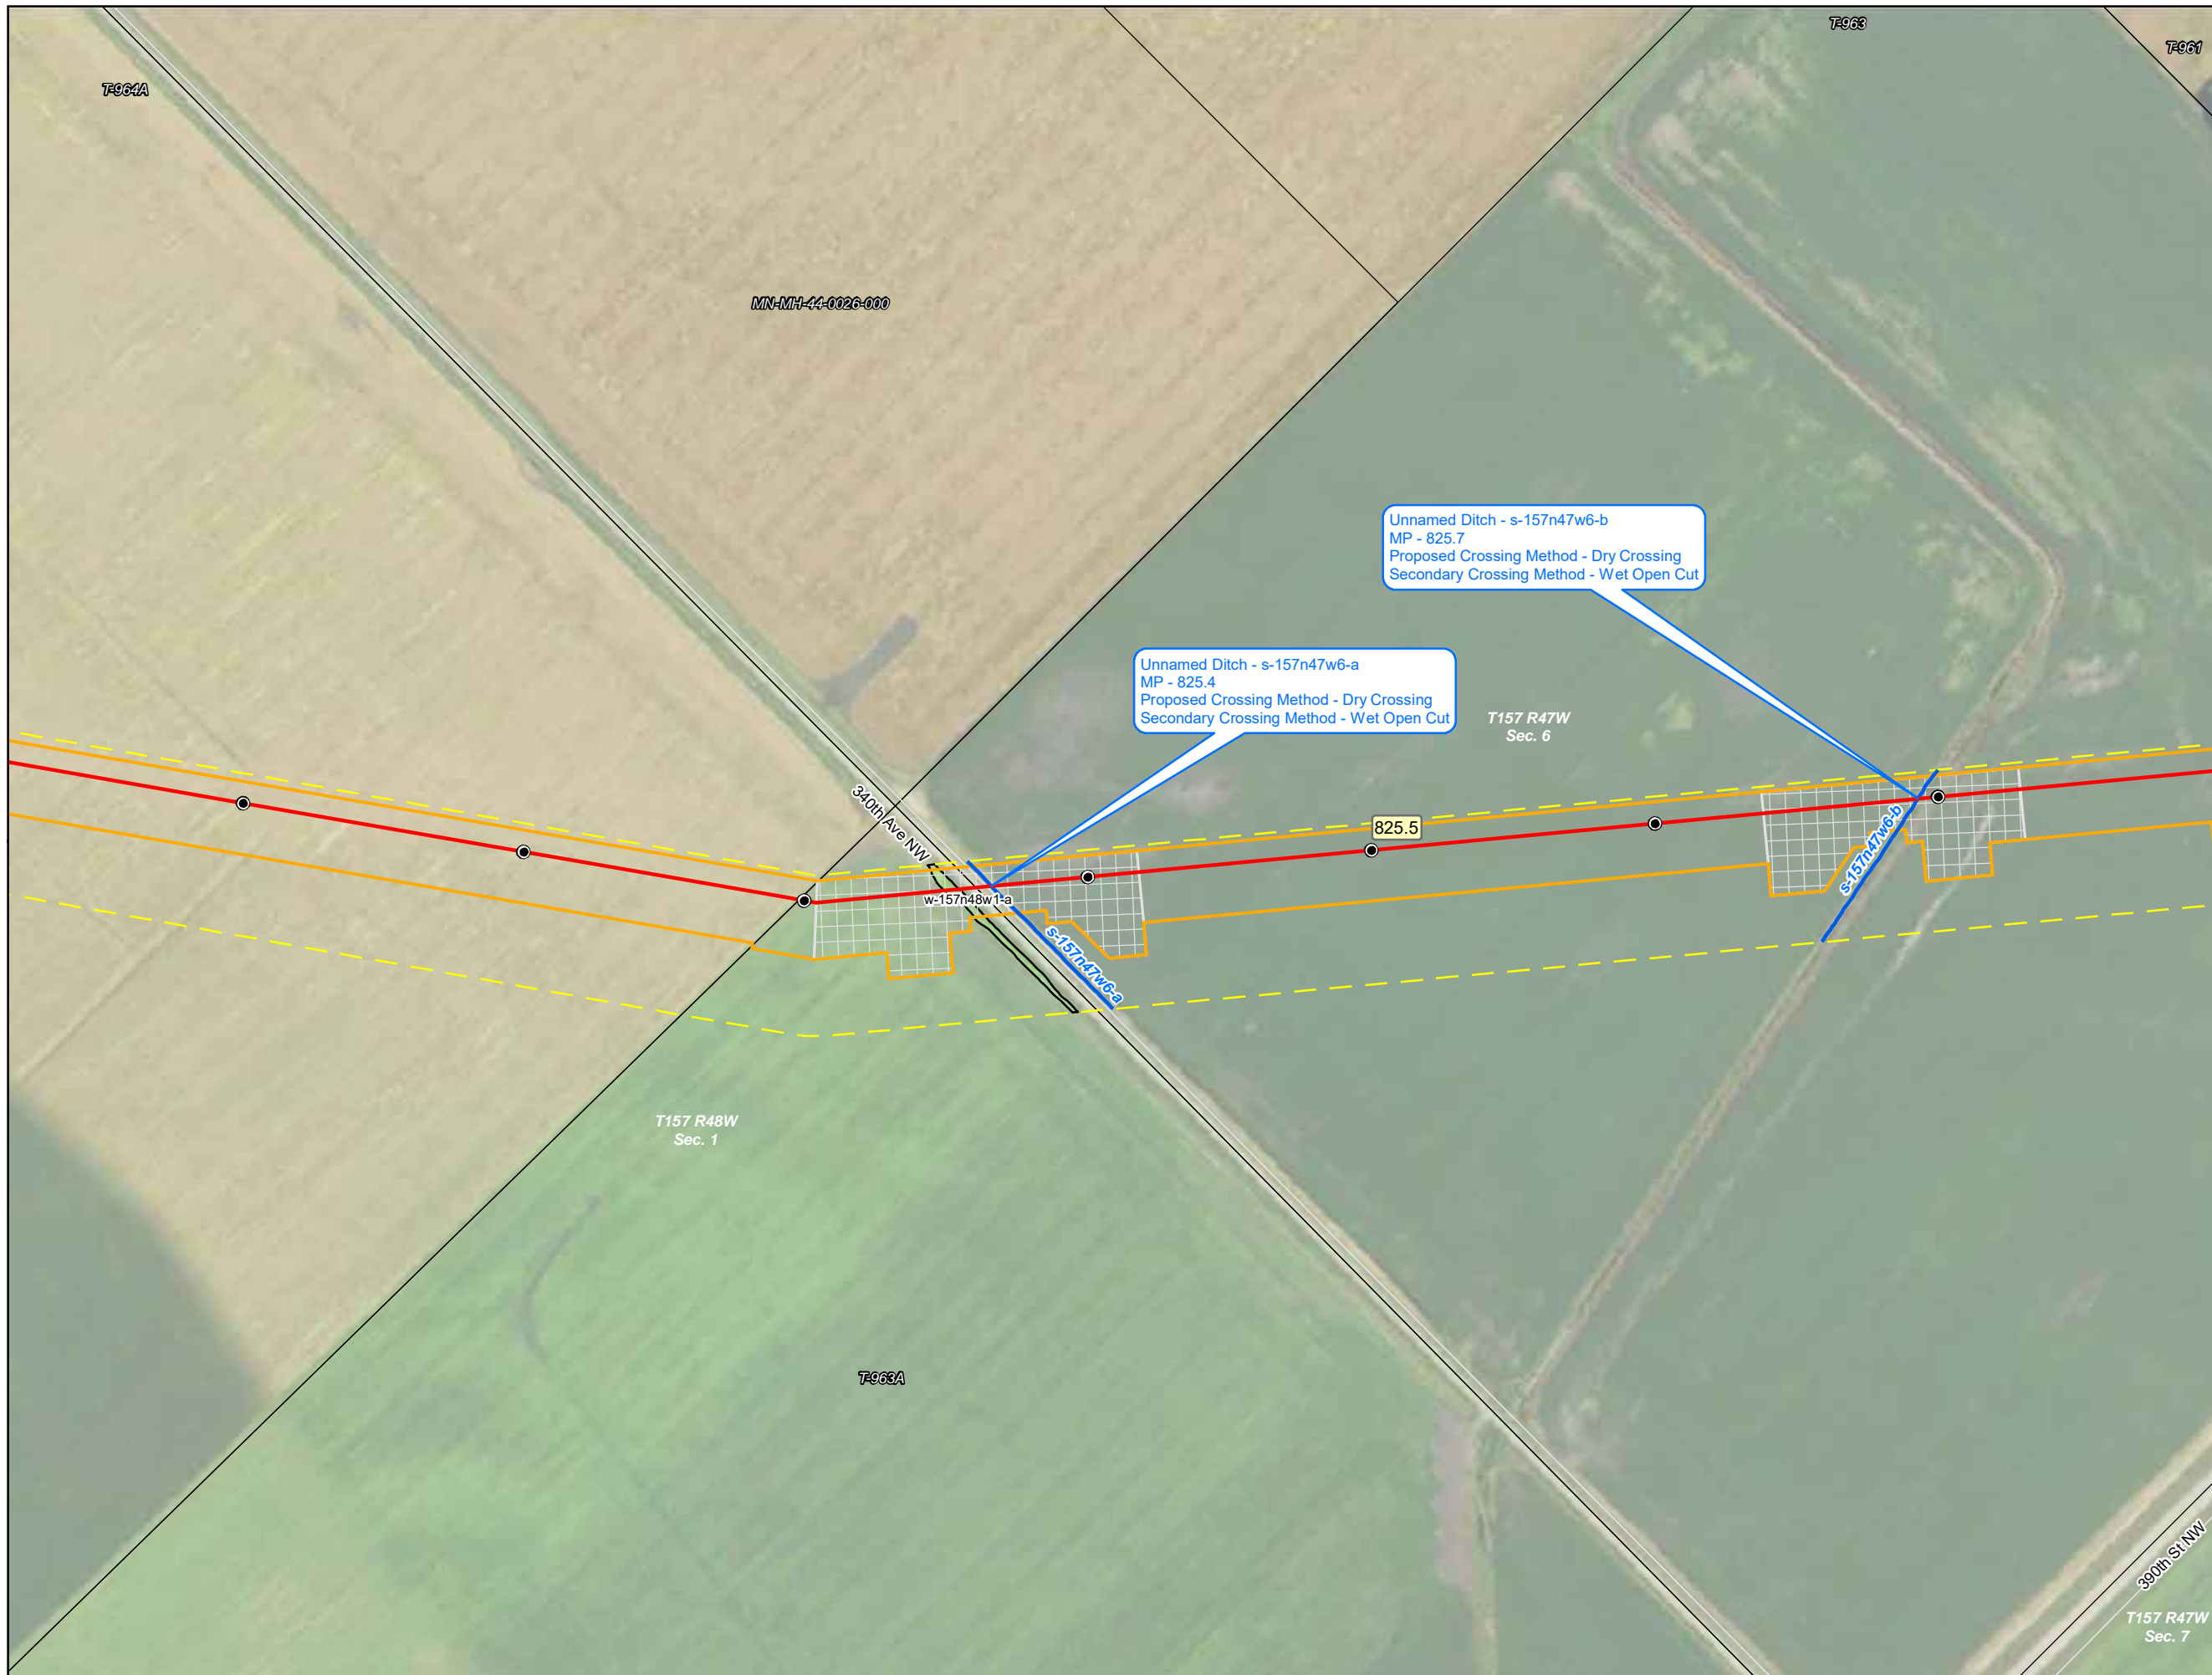 T-963
T-961
T-964A
MN-MH-44-0026-000
Unnamed Ditch - s-157n47w6-b
MP - 825.7
Proposed Crossing Method - Dry Crossing
Secondary Crossing Method - Wet Open Cut
Unnamed Ditch - s-157n47w6-a
MP - 825.4
Proposed Crossing Method - Dry Crossing
Secondary Crossing Method - Wet Open Cut
T157 R47W
Sec. 6
340th Ave NW
825.5
s-157n47w6-b
w-157n48w1-a
s-157n47w6-a
T157 R48W
Sec. 1
T-963A
390th St NW
T157 R47W
Sec. 7